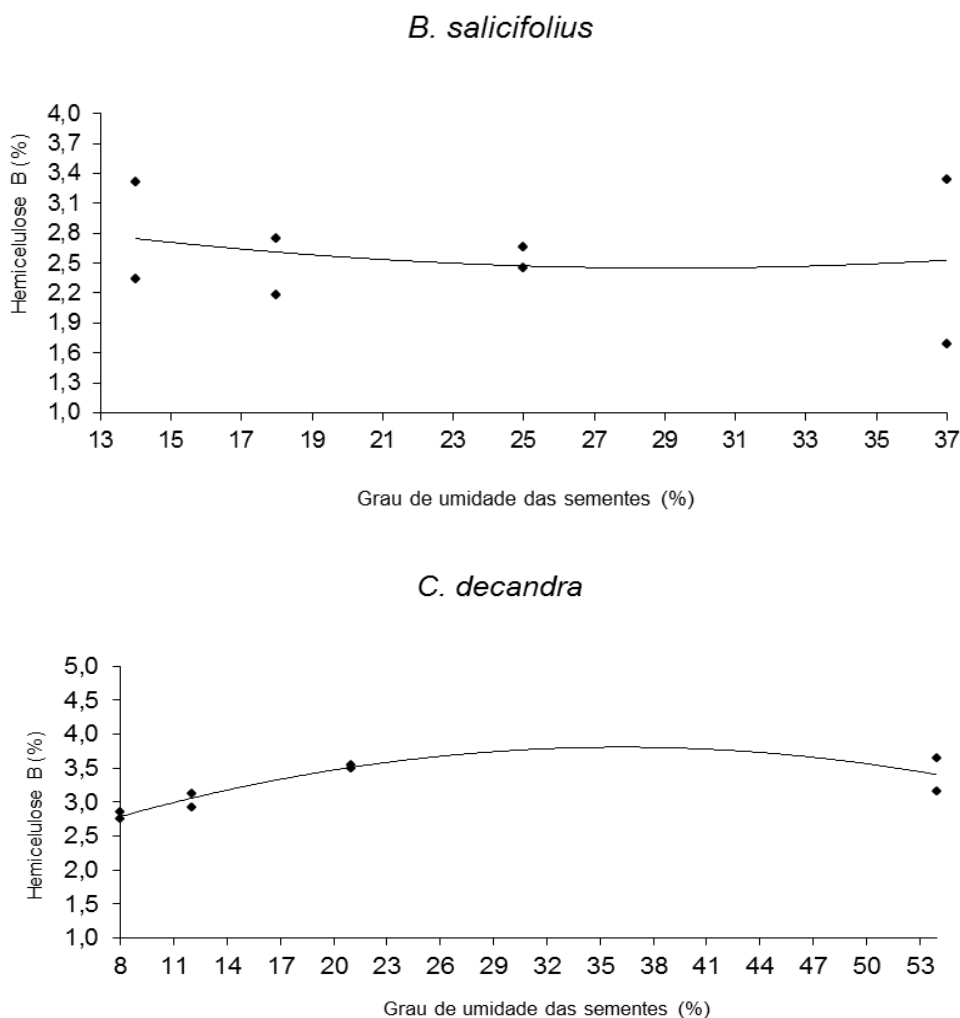 B. salicifolius
Hemicelulose B (%)
4,0
3,7
3,4
3,1
2,8
2,5
2,2
1,9
1,6
1,3
1,0
13 15 17 19 21 23 25 27 29 31 33 35 37
Grau de umidade das sementes (%)
C. decandra
Hemicelulose B (%)
5,0
4,5
4,0
3,5
3,0
2,5
2,0
1,5
1,0
8 11 14 17 20 23 26 29 32 35 38 41 44 47 50 53
Grau de umidade das sementes (%)